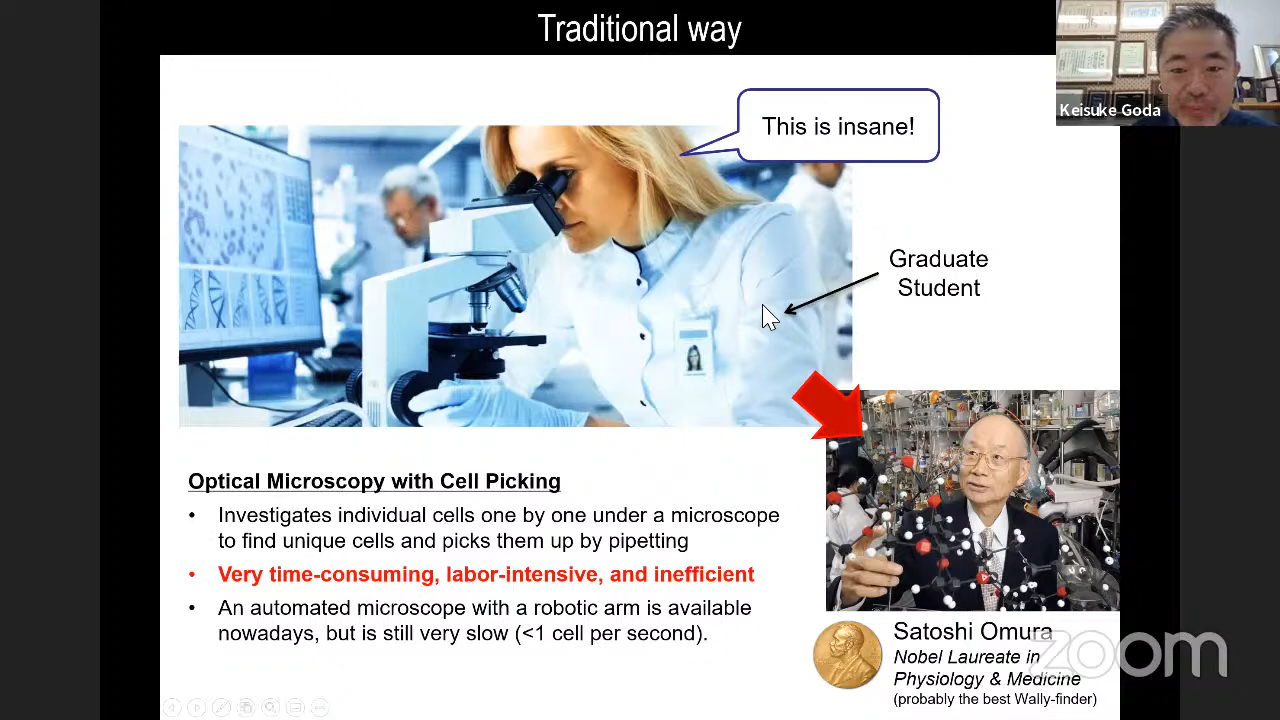 Traditional way
Keisuke Goda
This is insane!
Graduate
Student
Optical Microscopy with Cell Picking
• Investigates individual cells one by one under a microscope
to find unique cells and picks them up by pipetting
• Very time-consuming, labor-intensive, and inefficient
• An automated microscope with a robotic arm is available
nowadays, but is still very slow (<1 cell per second).
Satoshi Omura
Nobel Laureate in
Physiology & Medicine
(probably the best Wally-finder)
zoom